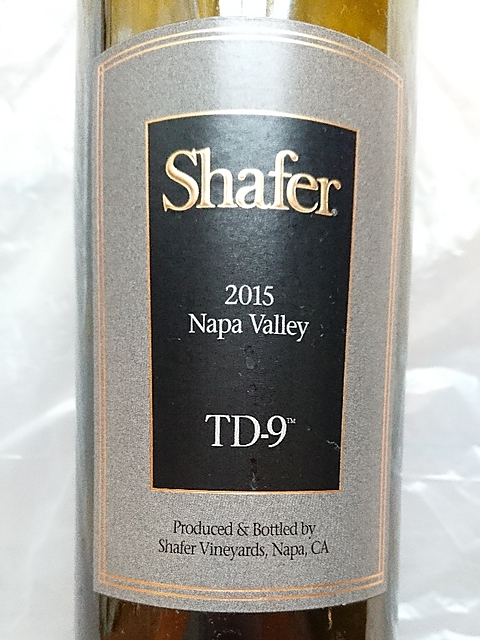 Shafer
2015
Napa Valley
TD-9™
Produced & Bottled by
Shafer Vineyards, Napa, CA